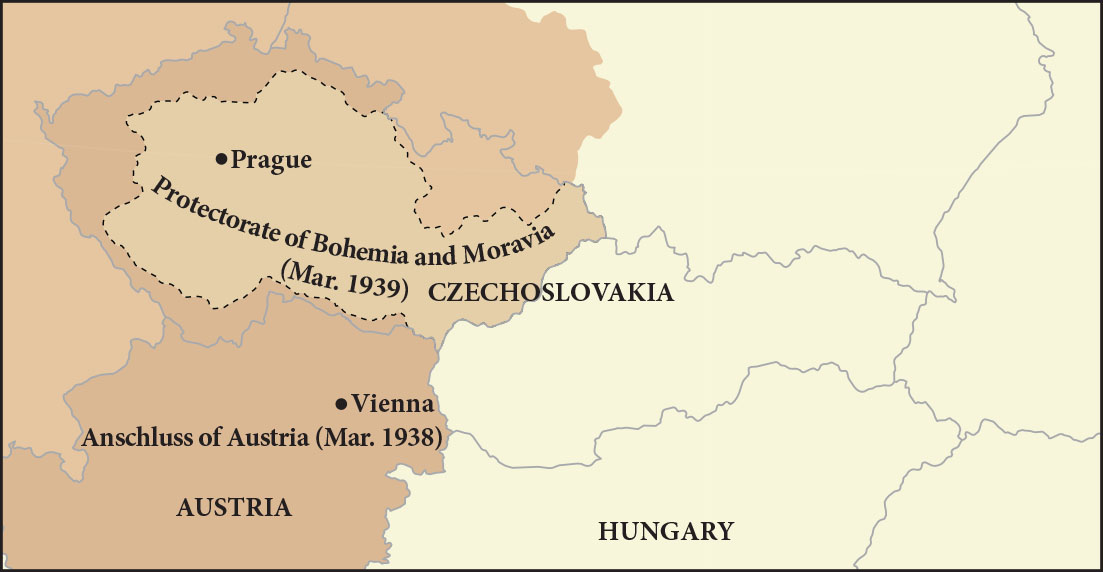 Prague
Protectorate of Bohemia and Moravia
(Mar. 1939)
CZECHOSLOVAKIA
Vienna
Anschluss of Austria (Mar. 1938)
AUSTRIA
HUNGARY